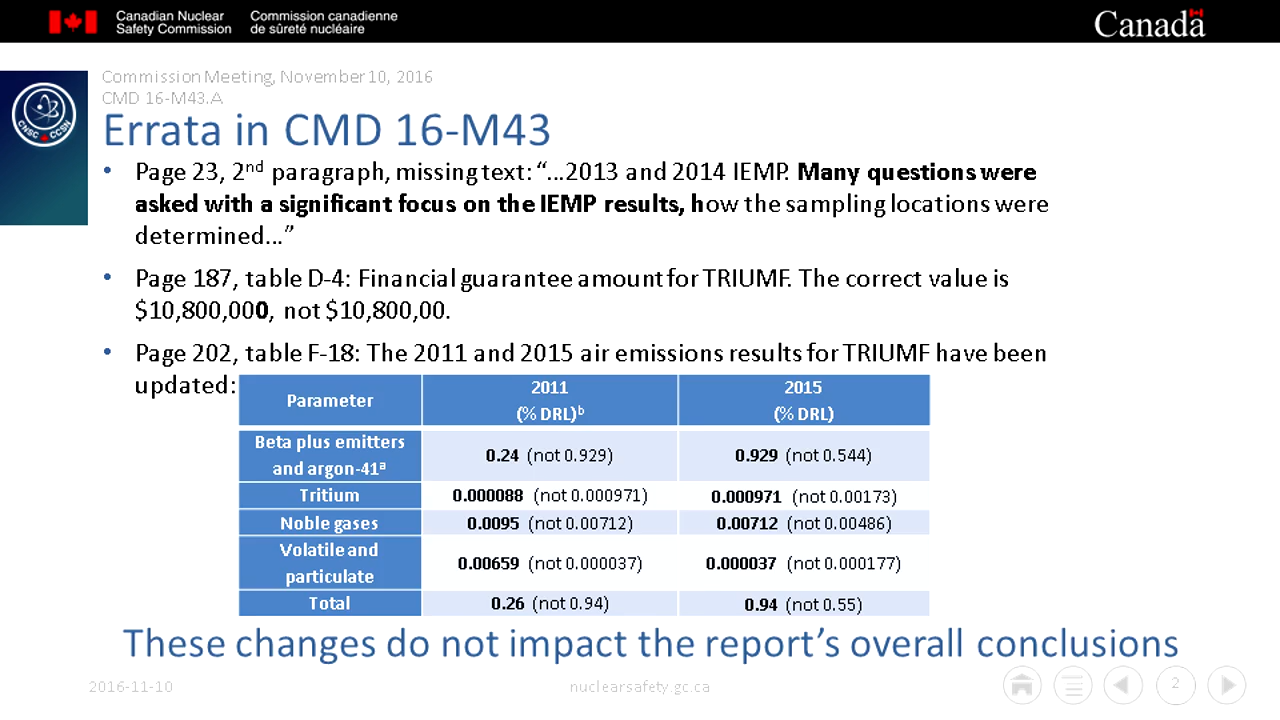 Canadian Nuclear Safety Commission
Commission canadienne de sûreté nucléaire
Canada
Commission Meeting, November 10, 2016
CMD 16-M43.A
CNSC CCSN
Errata in CMD 16-M43
• Page 23, 2nd paragraph, missing text: “...2013 and 2014 IEMP. Many questions were
asked with a significant focus on the IEMP results, how the sampling locations were
determined...”
• Page 187, table D-4: Financial guarantee amount for TRIUMF. The correct value is
$10,800,000, not $10,800,00.
• Page 202, table F-18: The 2011 and 2015 air emissions results for TRIUMF have been
updated:
Parameter 2011 (% DRL)b 2015 (% DRL)
Beta plus emitters and argon-41a 0.24 (not 0.929) 0.929 (not 0.544)
Tritium 0.000088 (not 0.000971) 0.000971 (not 0.00173)
Noble gases 0.0095 (not 0.00712) 0.00712 (not 0.00486)
Volatile and particulate 0.00659 (not 0.000037) 0.000037 (not 0.000177)
Total 0.26 (not 0.94) 0.94 (not 0.55)
These changes do not impact the report’s overall conclusions
2016-11-10 nuclearsafety.gc.ca 2